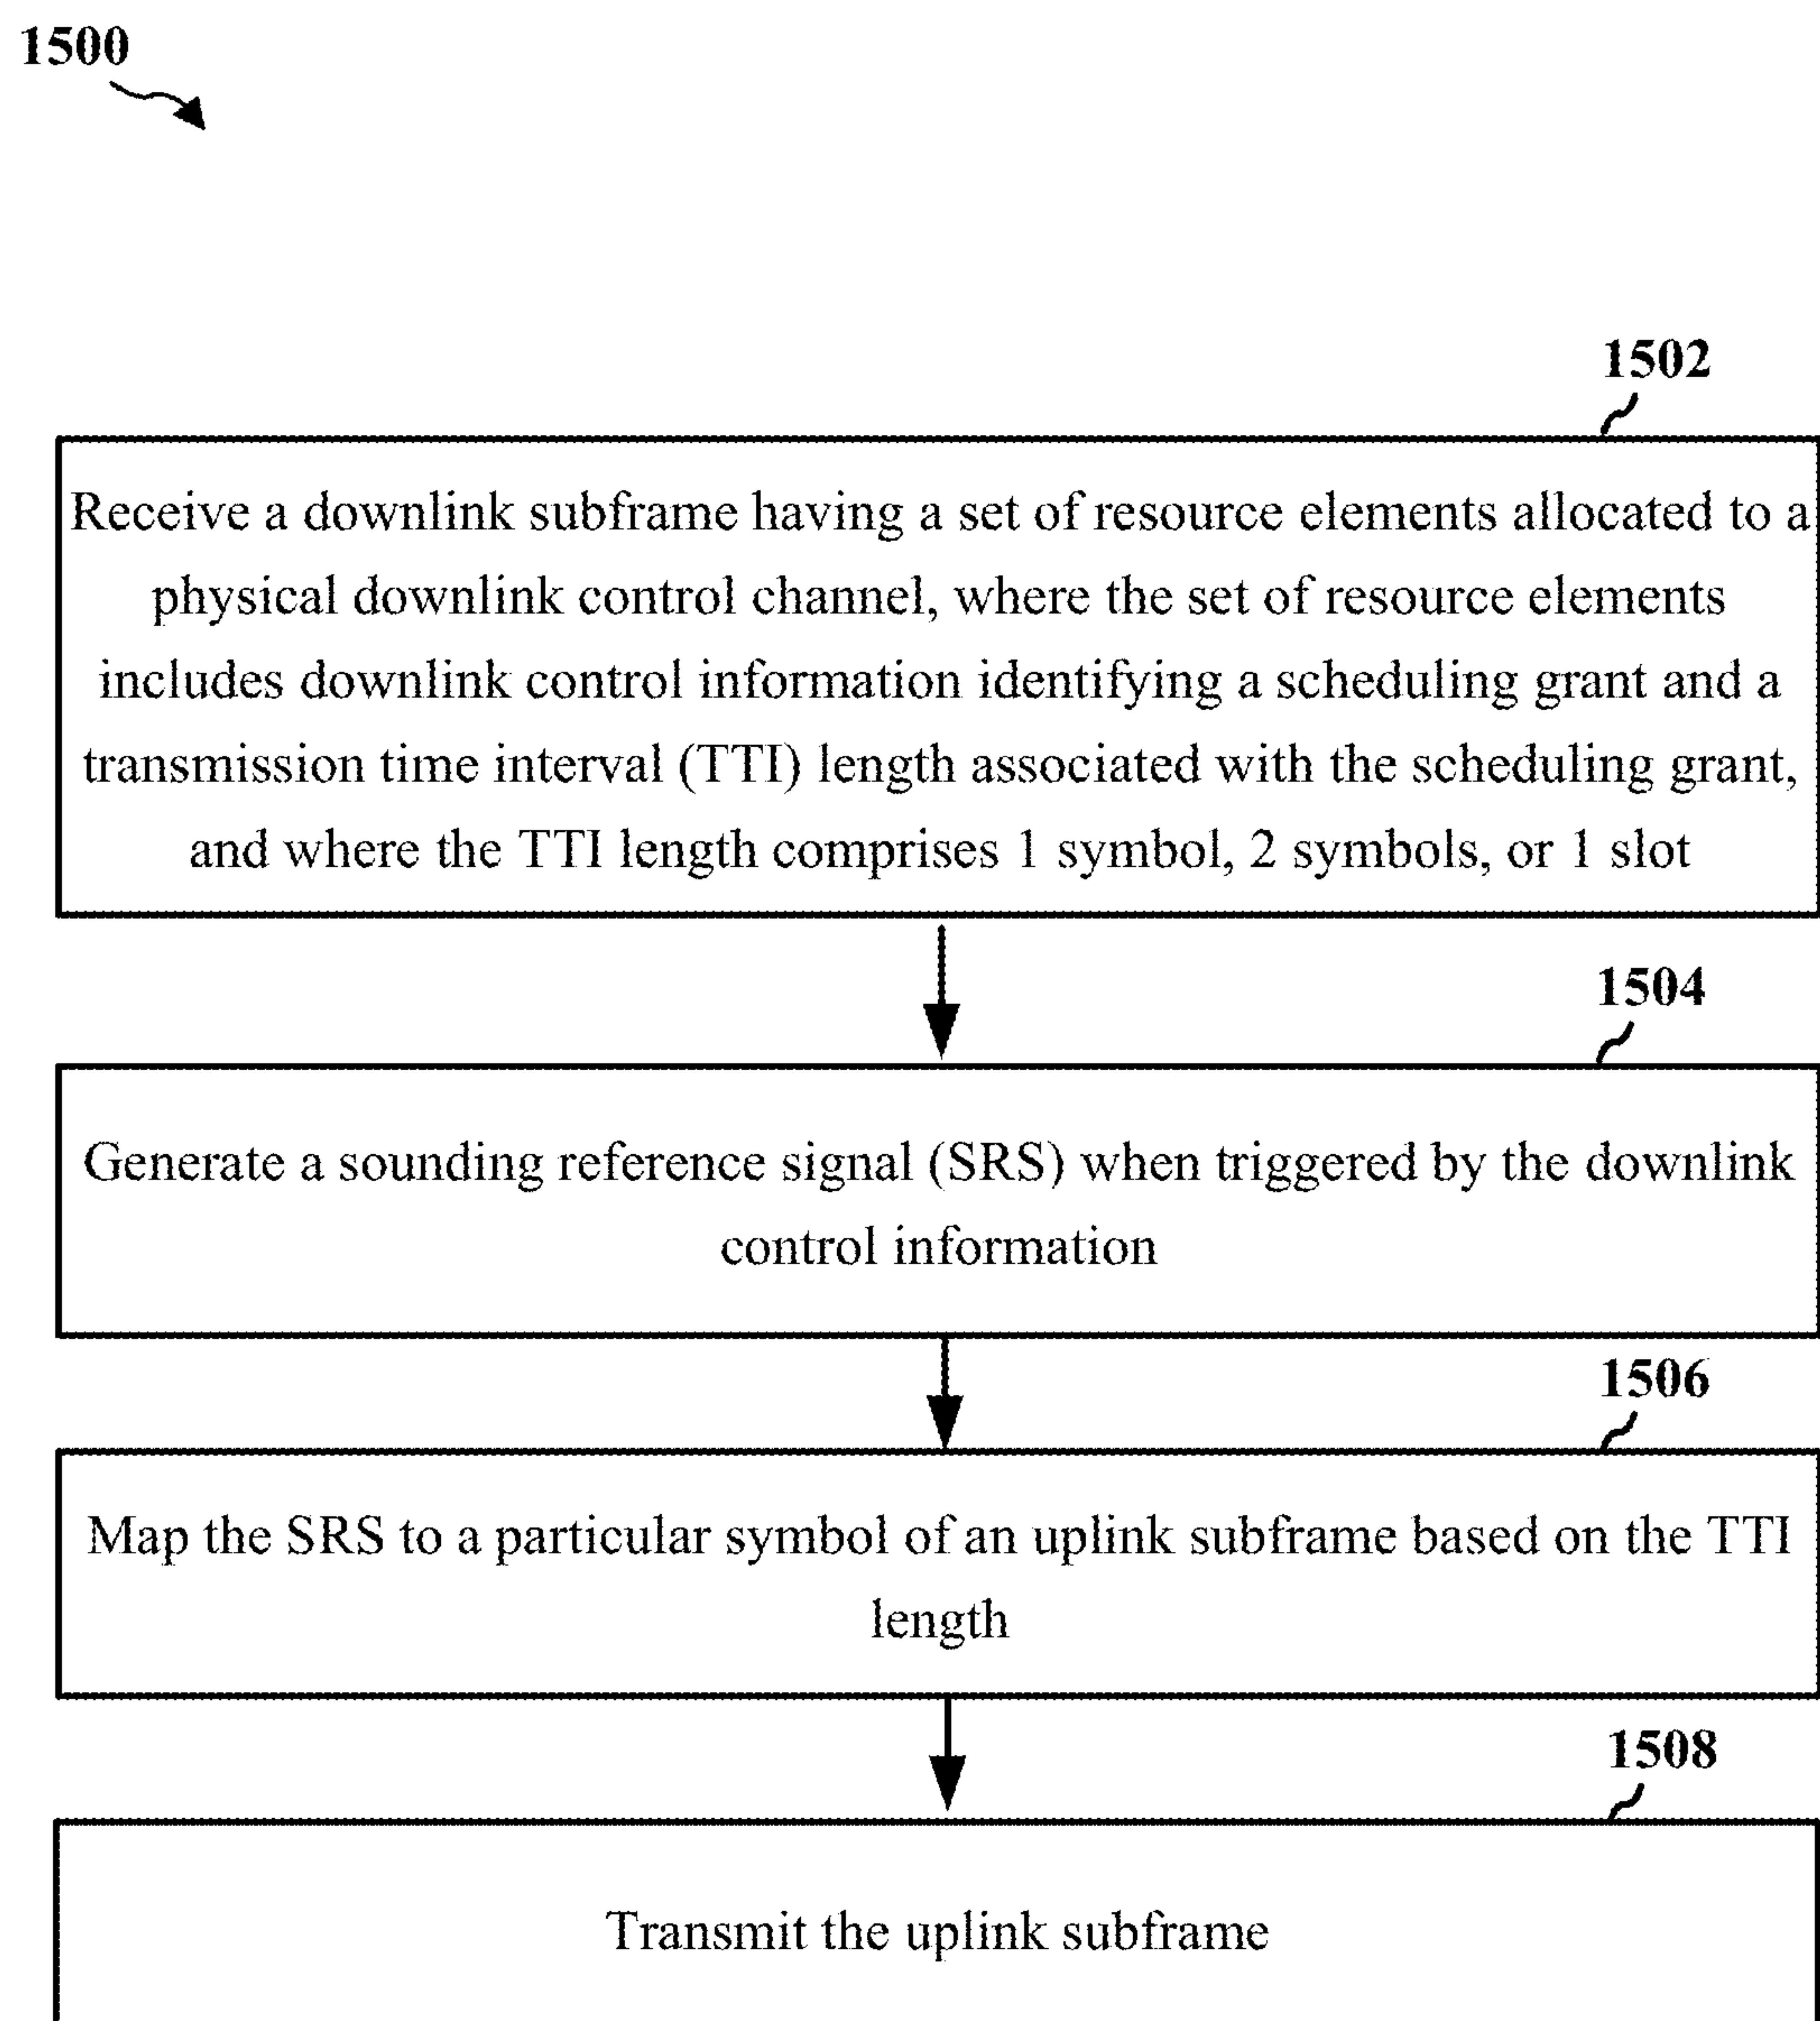 1500
1502
Receive a downlink subframe having a set of resource elements allocated to a
physical downlink control channel, where the set of resource elements
includes downlink control information identifying a scheduling grant and a
transmission time interval (TTI) length associated with the scheduling grant,
and where the TTI length comprises 1 symbol, 2 symbols, or 1 slot
1504
Generate a sounding reference signal (SRS) when triggered by the downlink
control information
1506
Map the SRS to a particular symbol of an uplink subframe based on the TTI
length
1508
Transmit the uplink subframe